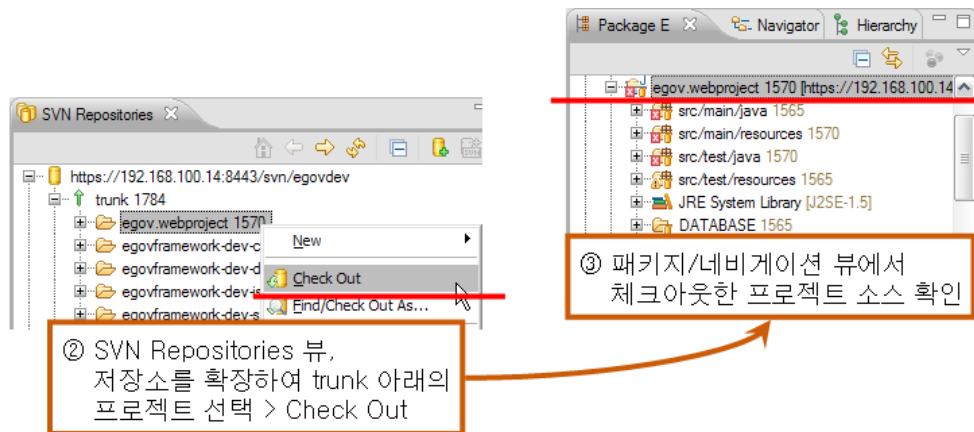 SVN Repositories
https://192.168.100.14:8443/svn/egovdev
trunk 1784
egov.webproject 1570
egovframework-dev-c
egovframework-dev-d
egovframework-dev-is
egovframework-dev-s
New
Check Out
Find/Check Out As...
② SVN Repositories 뷰,
저장소를 확장하여 trunk 아래의
프로젝트 선택 > Check Out
Package E
Navigator
Hierarchy
egov.webproject 1570 [https://192.168.100.14
src/main/java 1565
src/main/resources 1570
src/test/java 1570
src/test/resources 1565
JRE System Library [J2SE-1.5]
DATABASE 1565
③ 패키지/네비게이션 뷰에서
체크아웃한 프로젝트 소스 확인